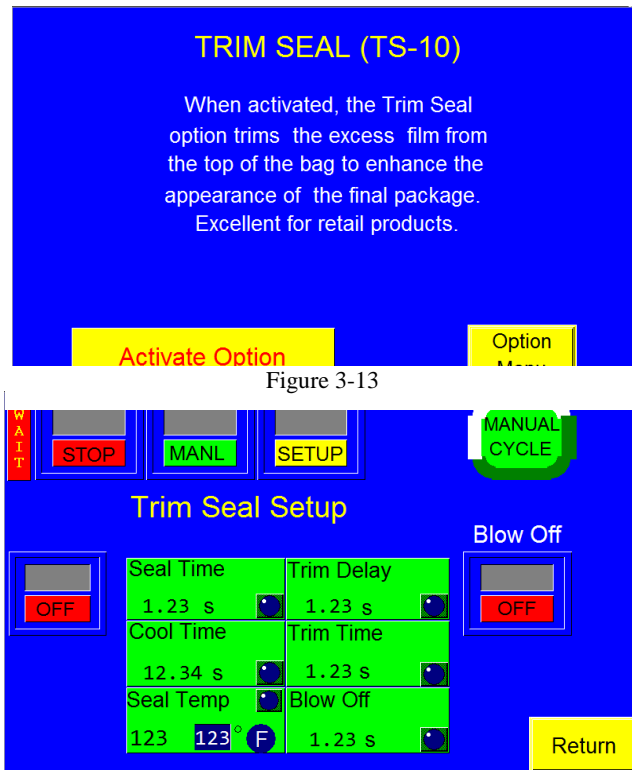 TRIM SEAL (TS-10)
When activated, the Trim Seal
option trims the excess film from
the top of the bag to enhance the
appearance of the final package.
Excellent for retail products.
Activate Option
Option
Menu
Figure 3-13
WAIT
STOP
MANL
SETUP
MANUAL
CYCLE
Trim Seal Setup
Blow Off
OFF
Seal Time
1.23 s
Trim Delay
1.23 s
OFF
Cool Time
12.34 s
Trim Time
1.23 s
Seal Temp
123 123° F
Blow Off
1.23 s
Return